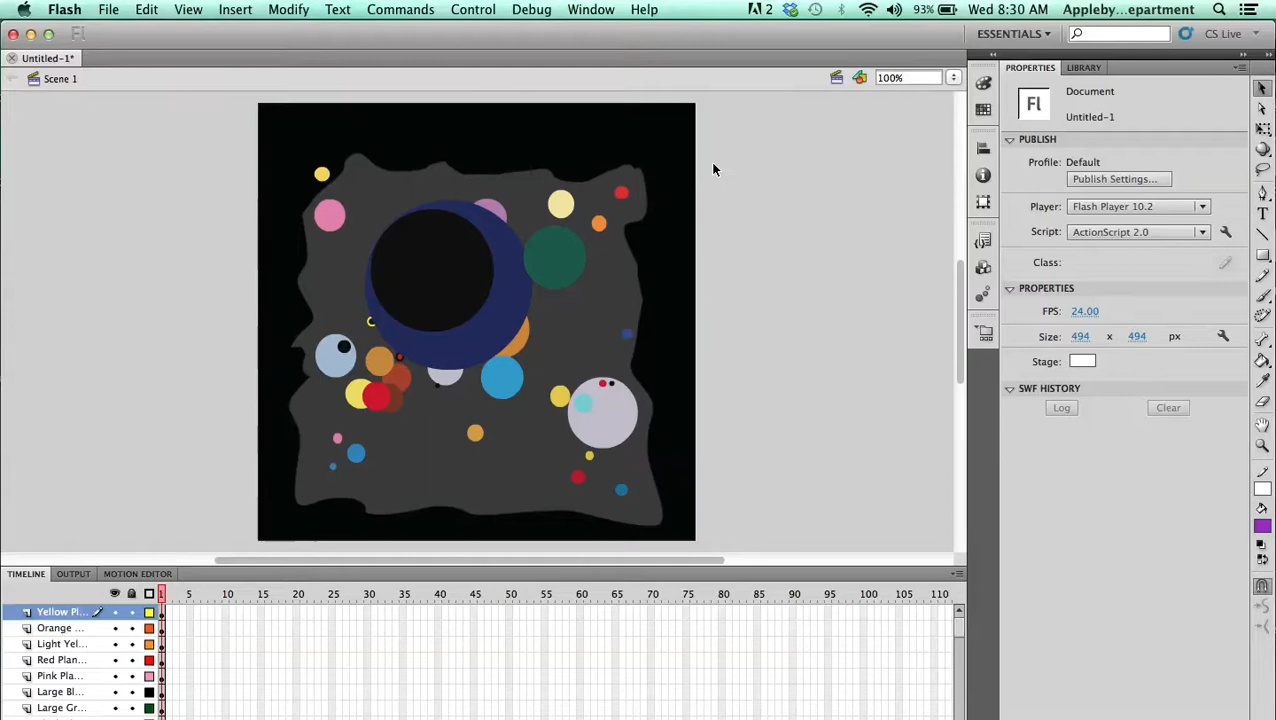 Flash File Edit View Insert Modify Text Commands Control Window Debug Window Help 2 93% Wed 8:30 AM Appleby...epartment
Fl ESSENTIALS CS Live
Untitled-1*
Scene 1 100%
PROPERTIES LIBRARY
Fl Document
Untitled-1
PUBLISH
Profile: Default
Publish Settings...
Player: Flash Player 10.2
Script: ActionScript 2.0
Class:
PROPERTIES
FPS: 24.00
Size: 494 x 494 px
Stage:
SWF HISTORY
Log Clear
TIMELINE OUTPUT MOTION EDITOR
1 5 10 15 20 25 30 35 40 45 50 55 60 65 70 75 80 85 90 95 100 105 110
Yellow Pl...
Orange ...
Light Yel...
Red Plan...
Pink Pla...
Large Bl...
Large Gr...